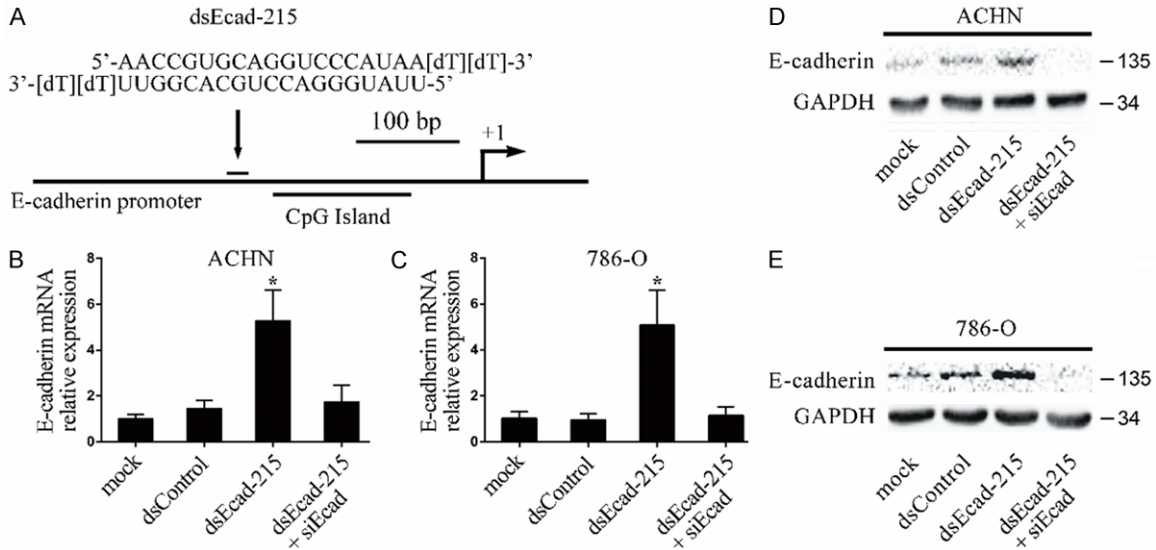 A
dsEcad-215
5’-AACCGUGCAGGUCCCAUAA[dT][dT]-3’
3’-[dT][dT]UUGGCACGUCCAGGGUAUU-5’
100 bp
+1
E-cadherin promoter
CpG Island
B
ACHN
E-cadherin mRNA
relative expression
8
6
4
2
0
*
mock
dsControl
dsEcad-215
dsEcad-215
+ siEcad
C
786-O
E-cadherin mRNA
relative expression
8
6
4
2
0
*
mock
dsControl
dsEcad-215
dsEcad-215
+ siEcad
D
ACHN
E-cadherin
135
GAPDH
34
mock
dsControl
dsEcad-215
dsEcad-215
+ siEcad
E
786-O
E-cadherin
135
GAPDH
34
mock
dsControl
dsEcad-215
dsEcad-215
+ siEcad